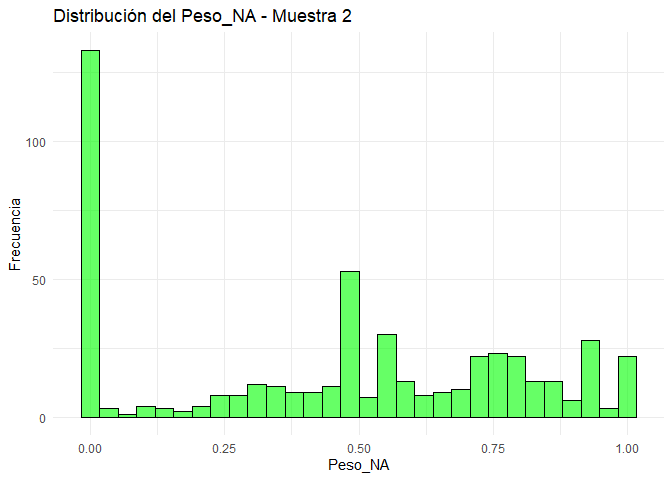 Distribución del Peso_NA - Muestra 2
Frecuencia
100
50
0
0.00 0.25 0.50 0.75 1.00
Peso_NA